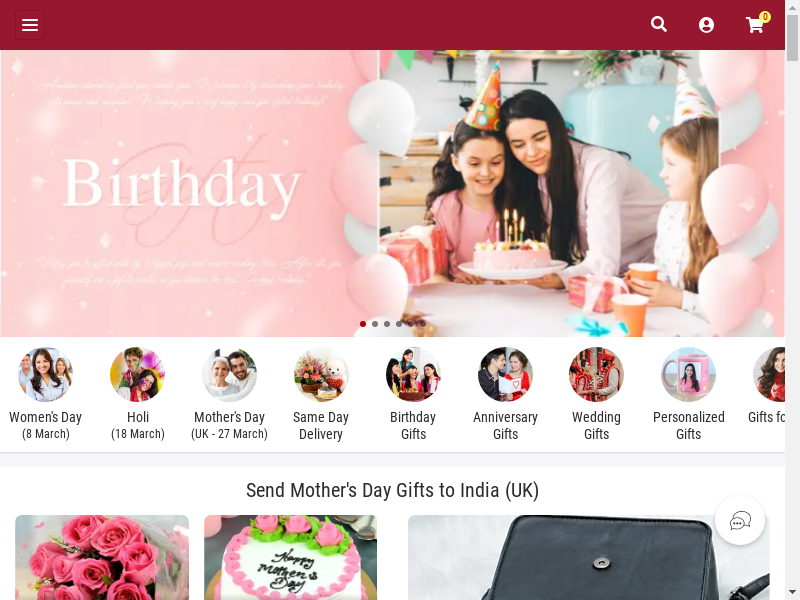 0
Birthday
Women's Day
(8 March)
Holi
(18 March)
Mother's Day
(UK - 27 March)
Same Day
Delivery
Birthday
Gifts
Anniversary
Gifts
Wedding
Gifts
Personalized
Gifts
Gifts fo
Send Mother's Day Gifts to India (UK)
Happy
Mother's
Day